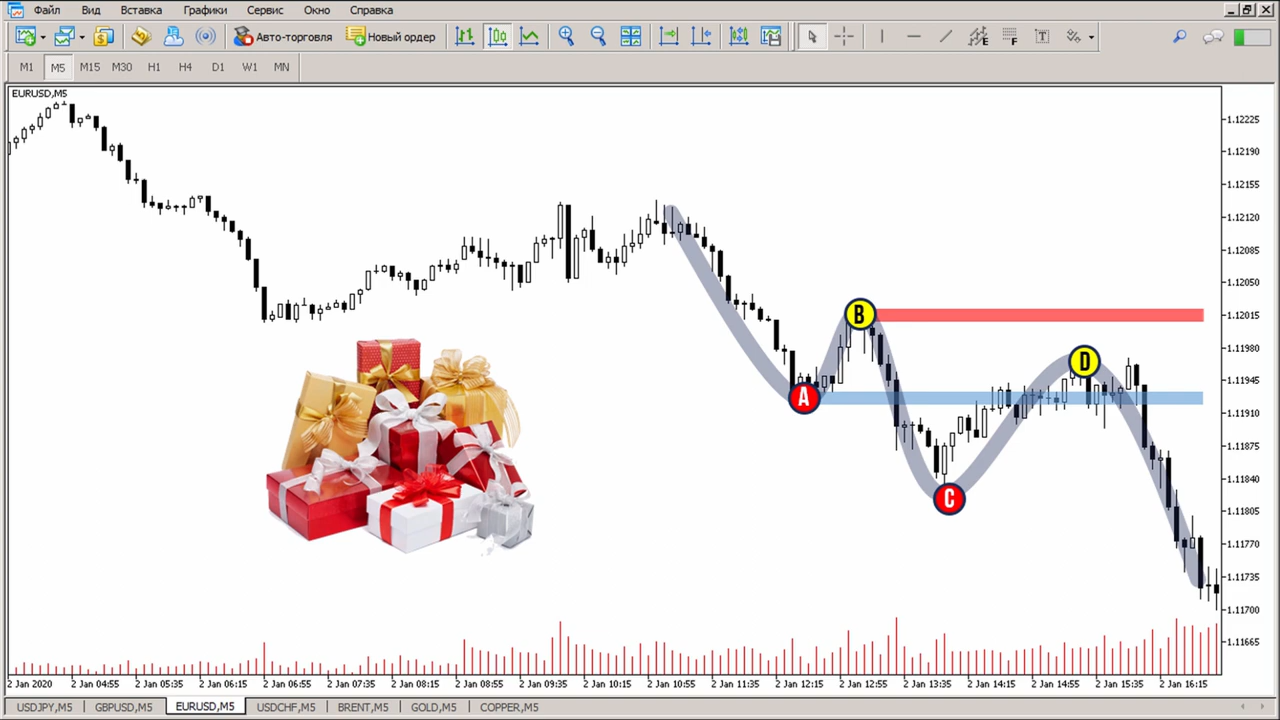 Файл Вид Вставка Графики Сервис Окно Справка
Авто-торговля Новый ордер E F T
M1 M5 M15 M30 H1 H4 D1 W1 MN
EURUSD,M5
1.12225
1.12190
1.12155
1.12120
1.12085
1.12050
1.12015
1.11980
1.11945
1.11910
1.11875
1.11840
1.11805
1.11770
1.11735
1.11700
1.11665
B
D
A
C
2 Jan 2020 2 Jan 04:55 2 Jan 05:35 2 Jan 06:15 2 Jan 06:55 2 Jan 07:35 2 Jan 08:15 2 Jan 08:55 2 Jan 09:35 2 Jan 10:15 2 Jan 10:55 2 Jan 11:35 2 Jan 12:15 2 Jan 12:55 2 Jan 13:35 2 Jan 14:15 2 Jan 14:55 2 Jan 15:35 2 Jan 16:15
USDJPY,M5 GBPUSD,M5 EURUSD,M5 USDCHF,M5 BRENT,M5 GOLD,M5 COPPER,M5